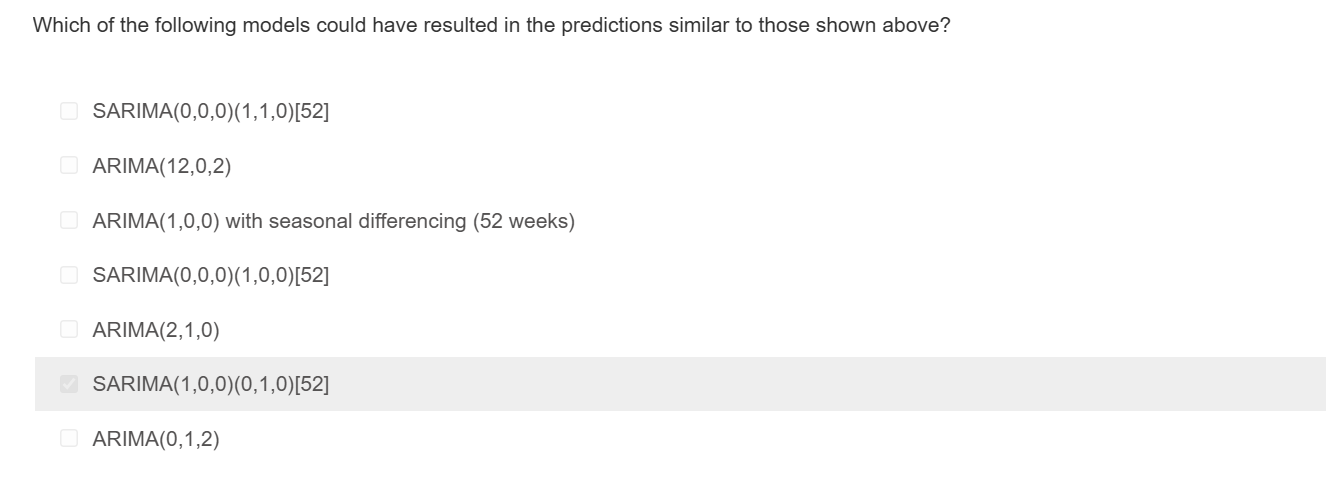 Which of the following models could have resulted in the predictions similar to those shown above?
SARIMA(0,0,0)(1,1,0)[52]
ARIMA(12,0,2)
ARIMA(1,0,0) with seasonal differencing (52 weeks)
SARIMA(0,0,0)(1,0,0)[52]
ARIMA(2,1,0)
SARIMA(1,0,0)(0,1,0)[52]
ARIMA(0,1,2)